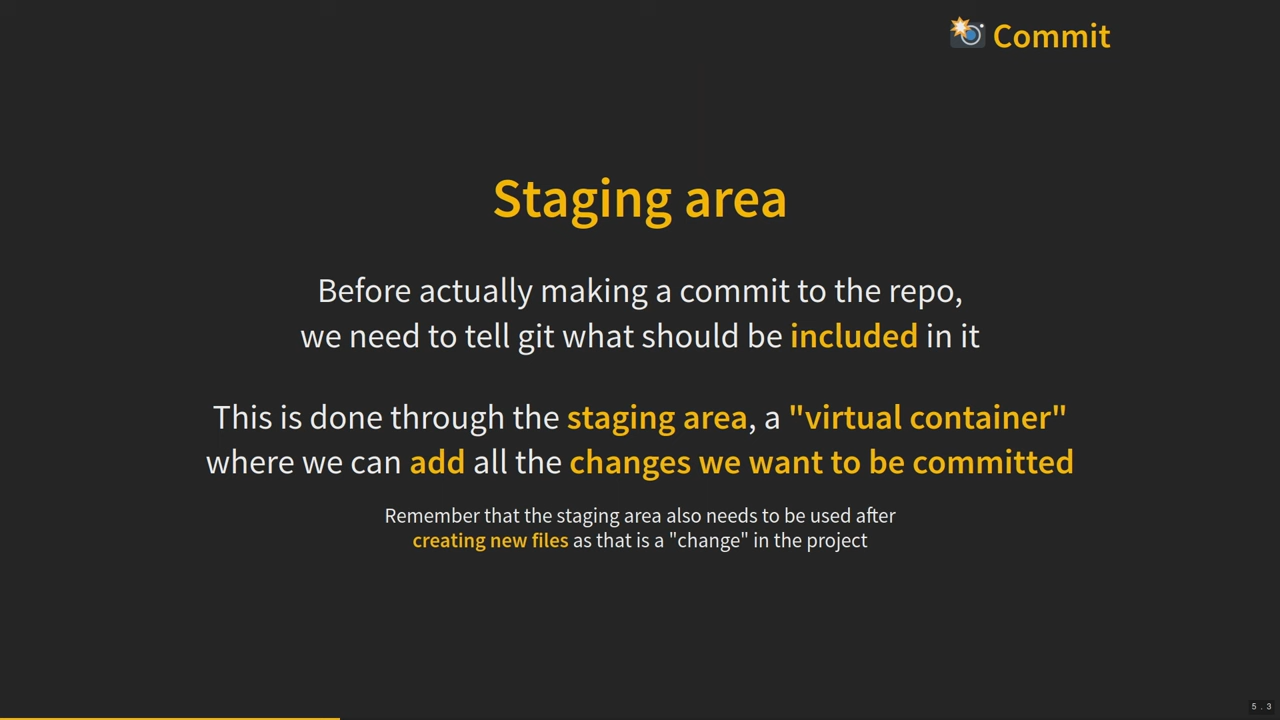 Commit
Staging area
Before actually making a commit to the repo,
we need to tell git what should be included in it
This is done through the staging area, a "virtual container"
where we can add all the changes we want to be committed
Remember that the staging area also needs to be used after
creating new files as that is a "change" in the project
5 . 3